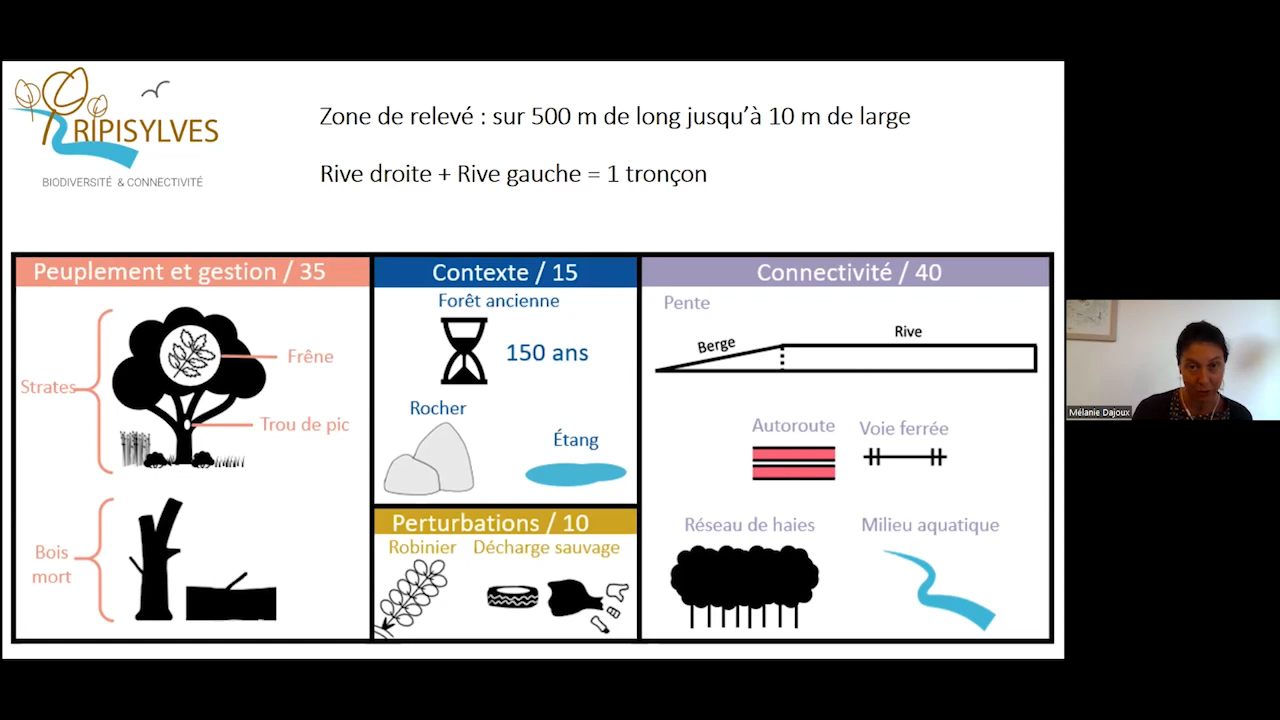 RIPISYLVES
BIODIVERSITÉ & CONNECTIVITÉ
Zone de relevé : sur 500 m de long jusqu’à 10 m de large
Rive droite + Rive gauche = 1 tronçon
Peuplement et gestion / 35
Strates
Frêne
Trou de pic
Bois
mort
Contexte / 15
Forêt ancienne
150 ans
Rocher
Étang
Perturbations / 10
Robinier
Décharge sauvage
Connectivité / 40
Pente
Berge
Rive
Autoroute
Voie ferrée
Réseau de haies
Milieu aquatique
Mélanie Dajoux